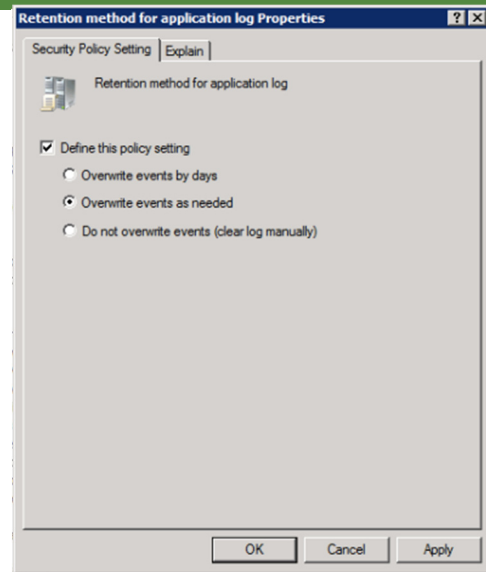 Retention method for application log Properties
Security Policy Setting
Explain
Retention method for application log
Define this policy setting
Overwrite events by days
Overwrite events as needed
Do not overwrite events (clear log manually)
OK
Cancel
Apply